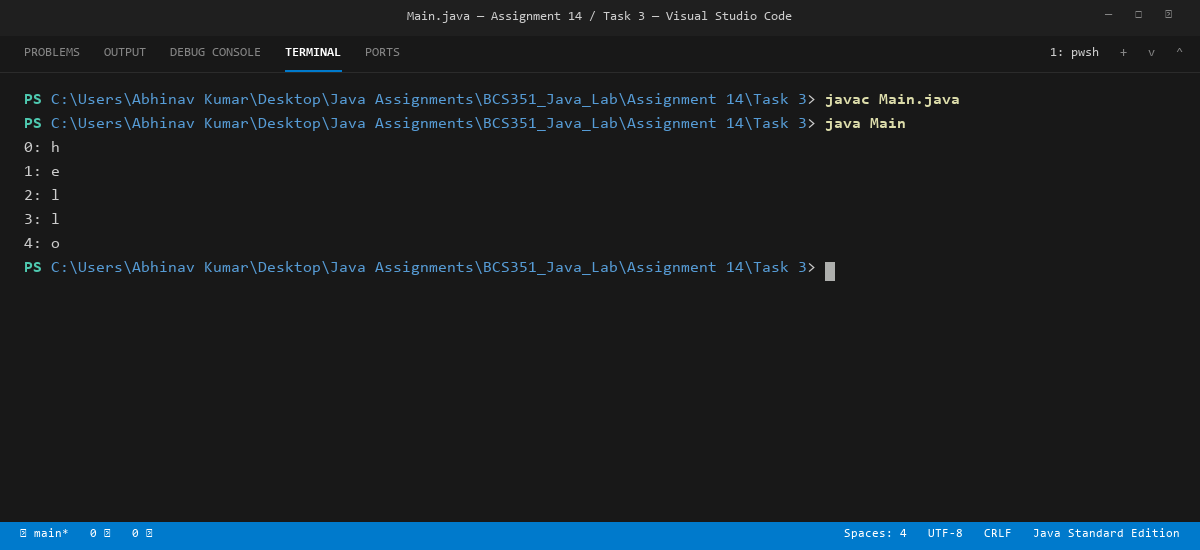 Main.java — Assignment 14 / Task 3 — Visual Studio Code
PROBLEMS OUTPUT DEBUG CONSOLE TERMINAL PORTS 1: pwsh + v ^
PS C:\Users\Abhinav Kumar\Desktop\Java Assignments\BCS351_Java_Lab\Assignment 14\Task 3> javac Main.java
PS C:\Users\Abhinav Kumar\Desktop\Java Assignments\BCS351_Java_Lab\Assignment 14\Task 3> java Main
0: h
1: e
2: l
3: l
4: o
PS C:\Users\Abhinav Kumar\Desktop\Java Assignments\BCS351_Java_Lab\Assignment 14\Task 3>
main* 0 0 Spaces: 4 UTF-8 CRLF Java Standard Edition